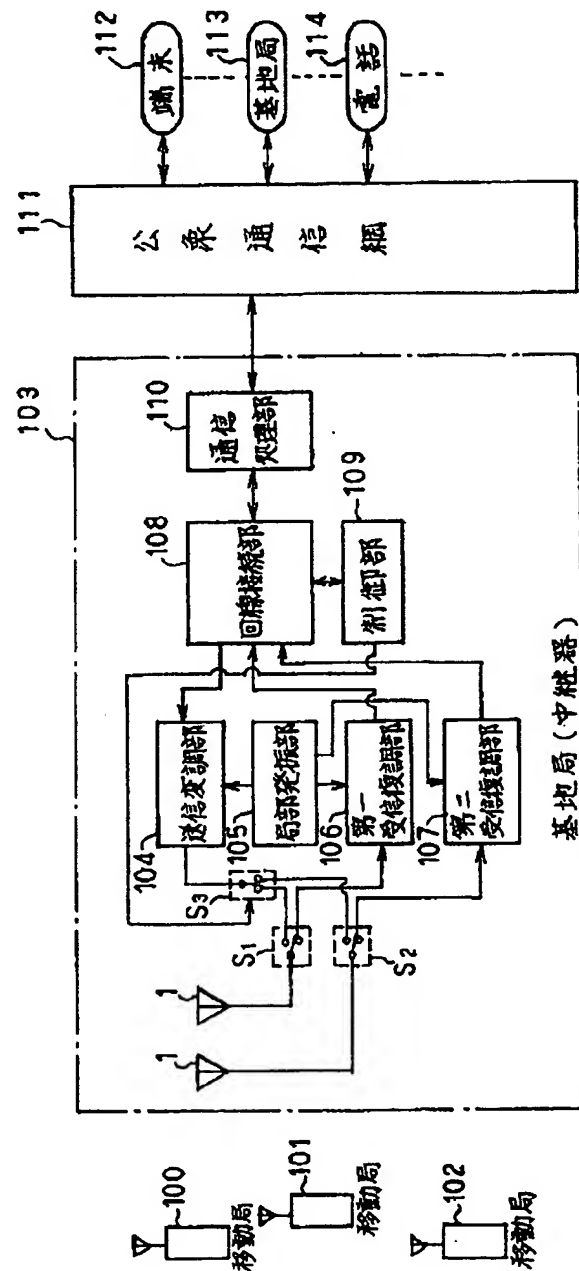 112
端末
113
基地局
114
電話
111
公衆通信網
103
110
通信
処理部
108
回線接続部
109
制御部
104
送信変調部
105
局部発振部
106
第一
受信復調部
107
第二
受信復調部
S3
S1
S2
1
1
基地局(中継器)
100
移動局
101
移動局
102
移動局